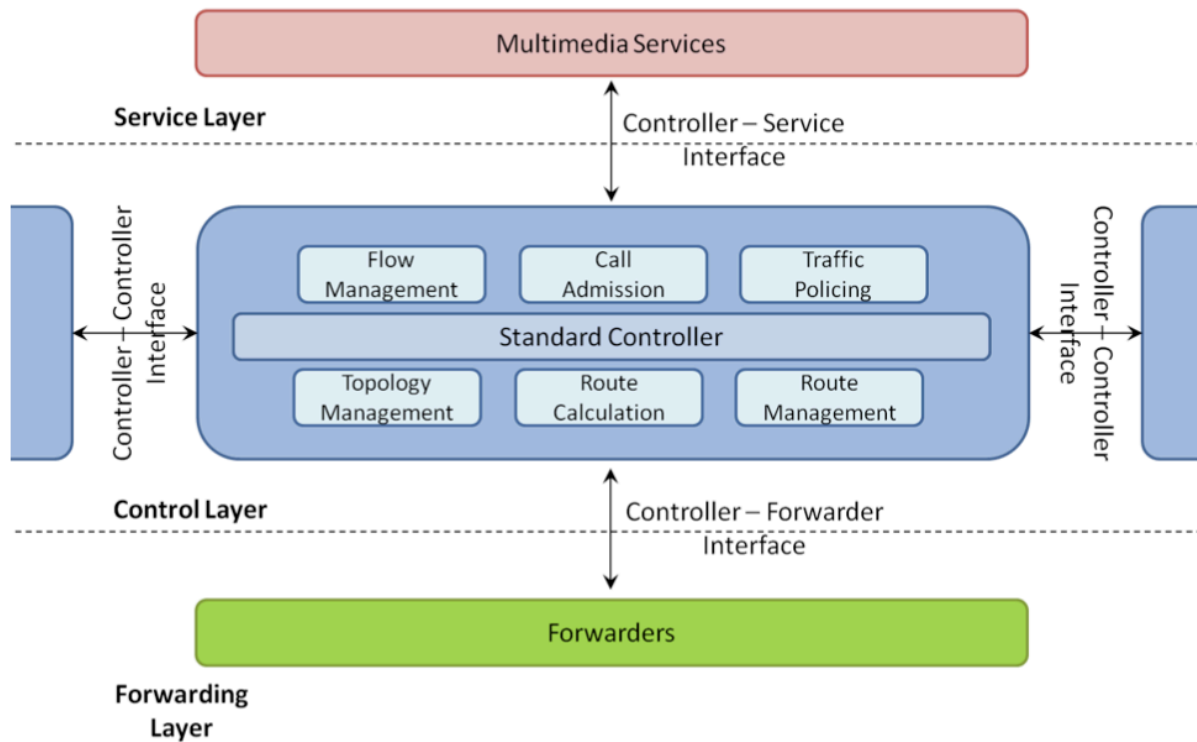 Multimedia Services
Service Layer
Controller – Service
Interface
Controller – Controller
Interface
Flow
Management
Call
Admission
Traffic
Policing
Controller – Controller
Interface
Standard Controller
Topology
Management
Route
Calculation
Route
Management
Control Layer
Controller – Forwarder
Interface
Forwarders
Forwarding
Layer